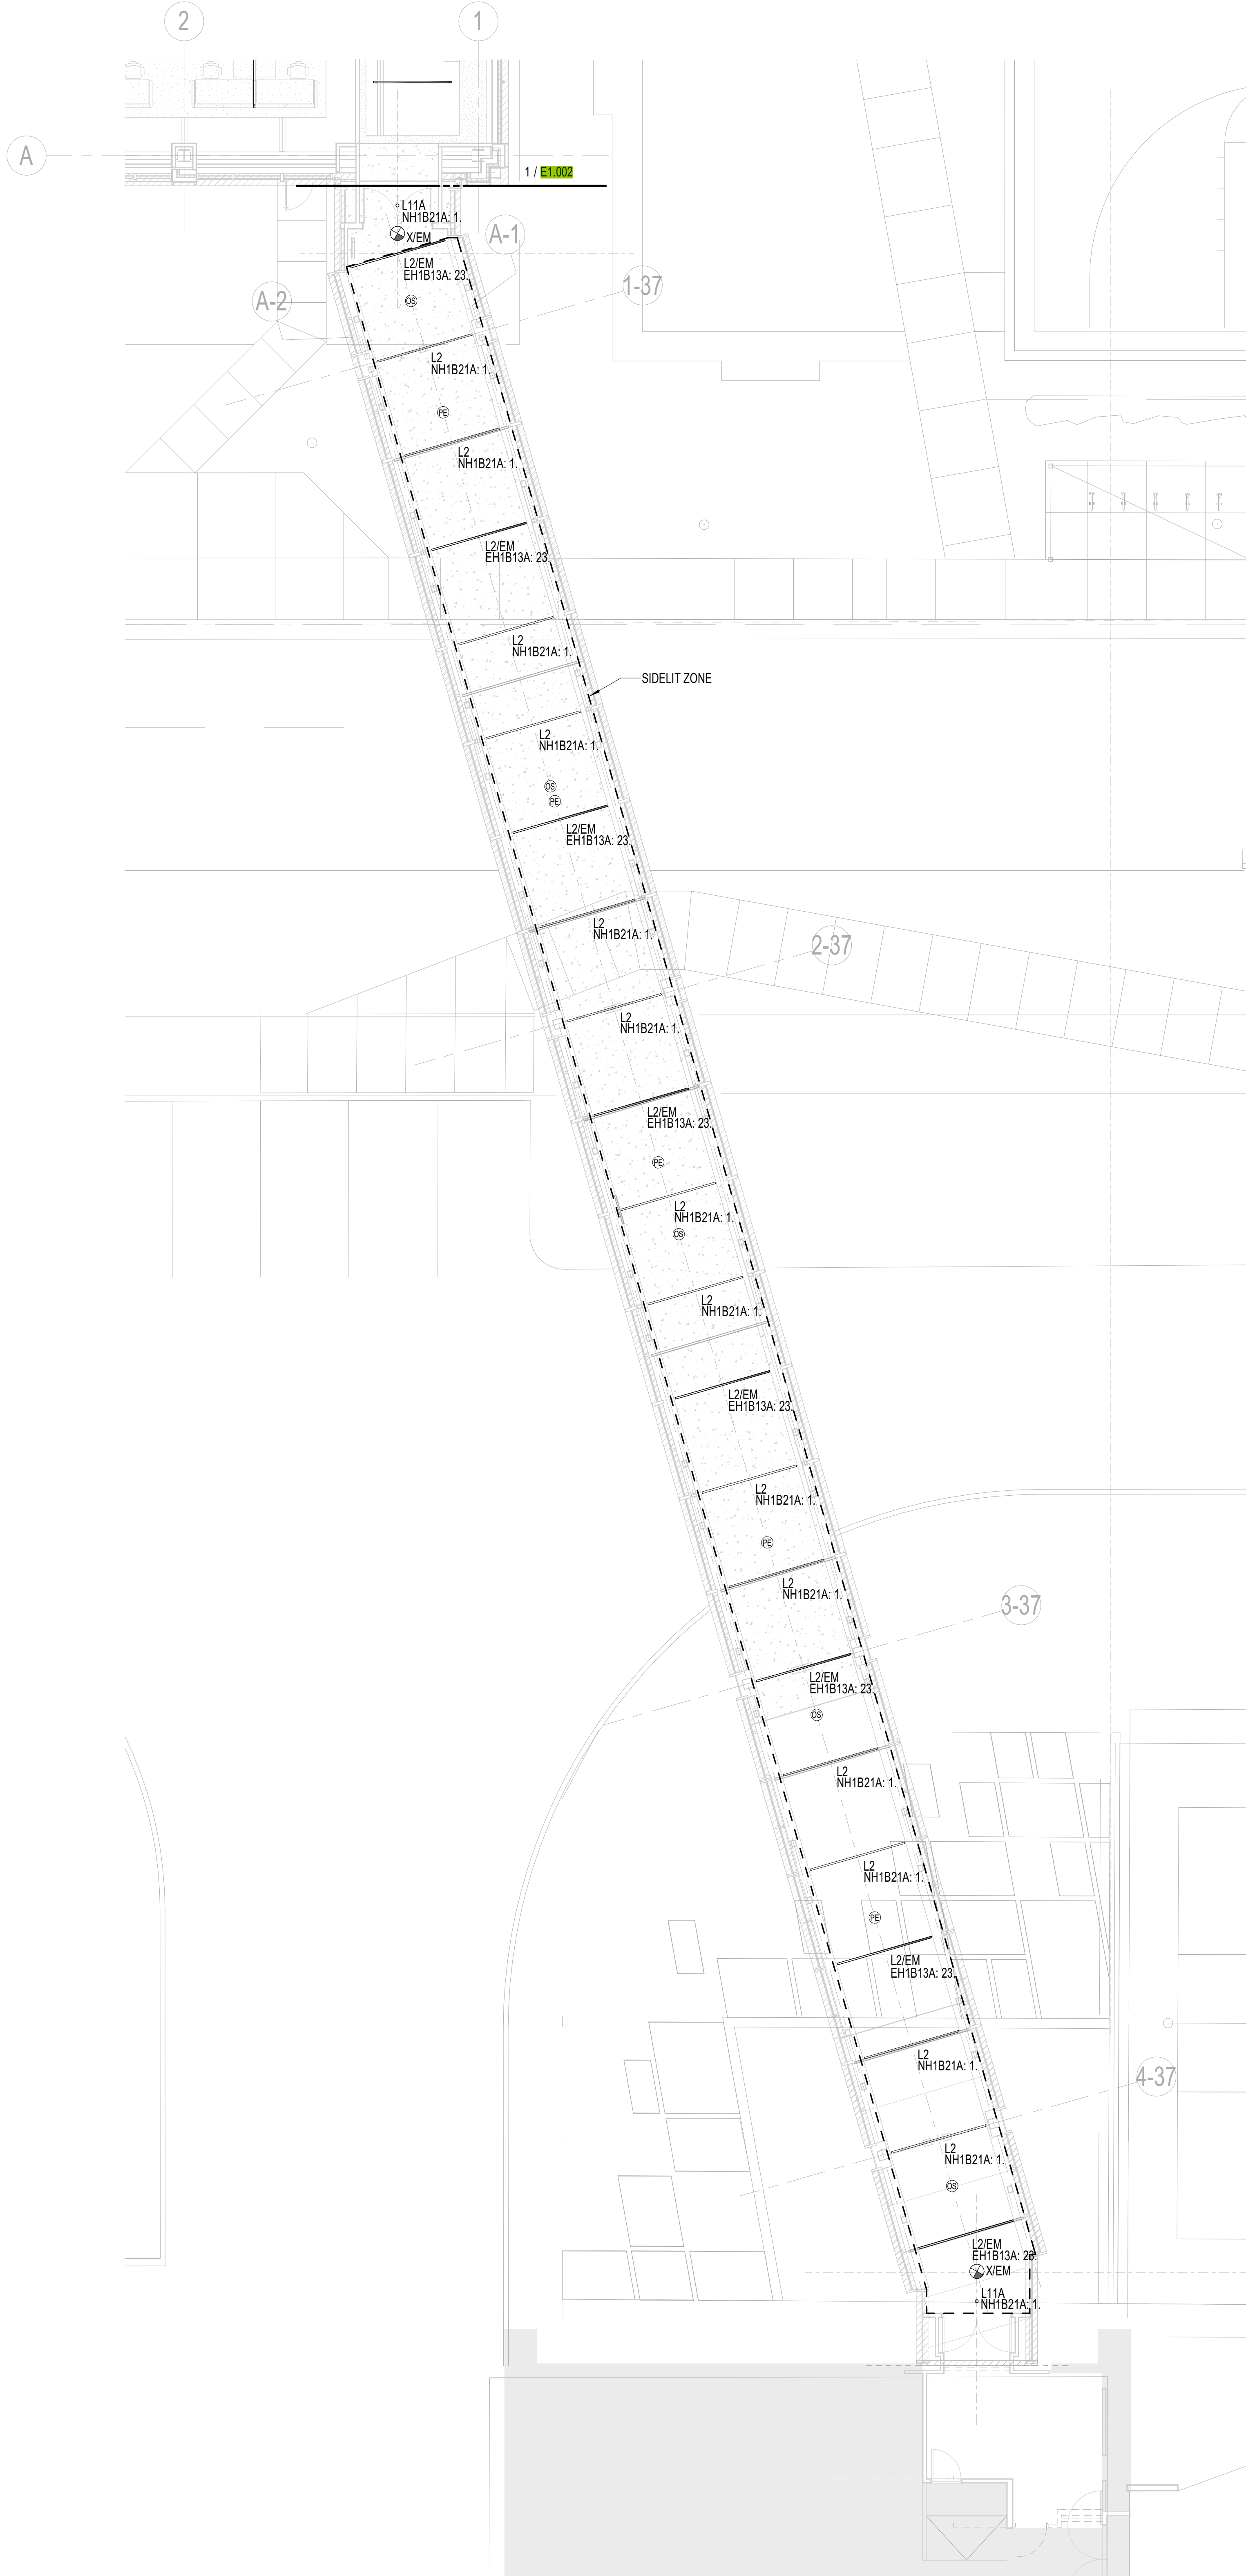 2
1
A
1 / E1.002
L11A
NH1B21A: 1.
X/EM
A-1
L2/EM
EH1B13A: 23.
1-37
A-2
OS
L2
NH1B21A: 1.
PE
L2
NH1B21A: 1.
L2/EM
EH1B13A: 23.
L2
NH1B21A: 1.
SIDELIT ZONE
L2
NH1B21A: 1.
OS
PE
L2/EM
EH1B13A: 23.
L2
NH1B21A: 1.
2-37
L2
NH1B21A: 1.
L2/EM
EH1B13A: 23.
PE
L2
NH1B21A: 1.
OS
L2
NH1B21A: 1.
L2/EM
EH1B13A: 23.
L2
NH1B21A: 1.
PE
L2
NH1B21A: 1.
3-37
L2/EM
EH1B13A: 23.
OS
L2
NH1B21A: 1.
L2
NH1B21A: 1.
PE
L2/EM
EH1B13A: 23.
L2
NH1B21A: 1.
4-37
L2
NH1B21A: 1.
OS
L2/EM
EH1B13A:
X/EM
L11A
NH1B21A: 1.